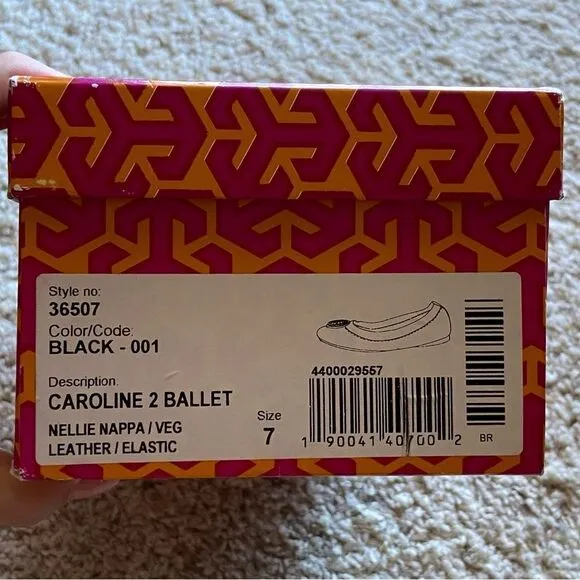 Style no:
36507
Color/Code:
BLACK - 001
Description:
CAROLINE 2 BALLET
NELLIE NAPPA / VEG
LEATHER / ELASTIC
Size
7
4400029557
1 90041 40700 2
BR